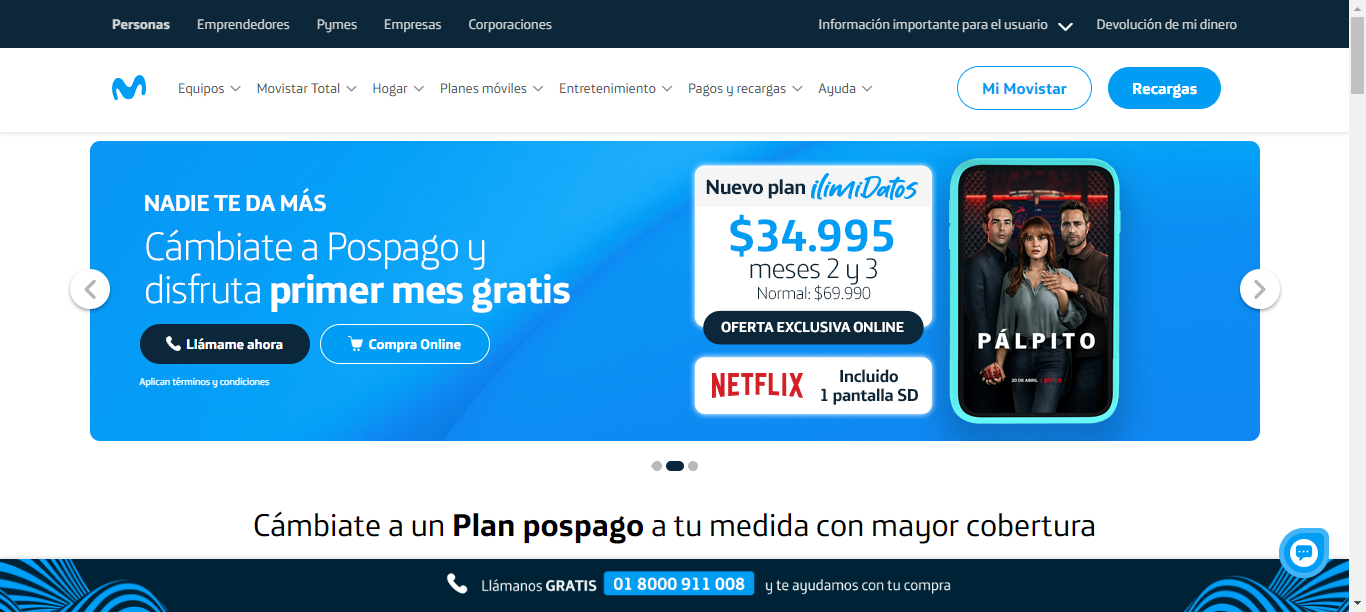 Personas Emprendedores Pymes Empresas Corporaciones Información importante para el usuario Devolución de mi dinero
Equipos Movistar Total Hogar Planes móviles Entretenimiento Pagos y recargas Ayuda Mi Movistar Recargas
NADIE TE DA MÁS
Cámbiate a Pospago y
disfruta primer mes gratis
Llámame ahora Compra Online
Aplican términos y condiciones
Nuevo plan ilimiDatos
$34.995
meses 2 y 3
Normal: $69.990
OFERTA EXCLUSIVA ONLINE
NETFLIX Incluido
1 pantalla SD
PÁLPITO
20 DE ABRIL | NETFLIX
Cámbiate a un Plan pospago a tu medida con mayor cobertura
Llámanos GRATIS 01 8000 911 008 y te ayudamos con tu compra